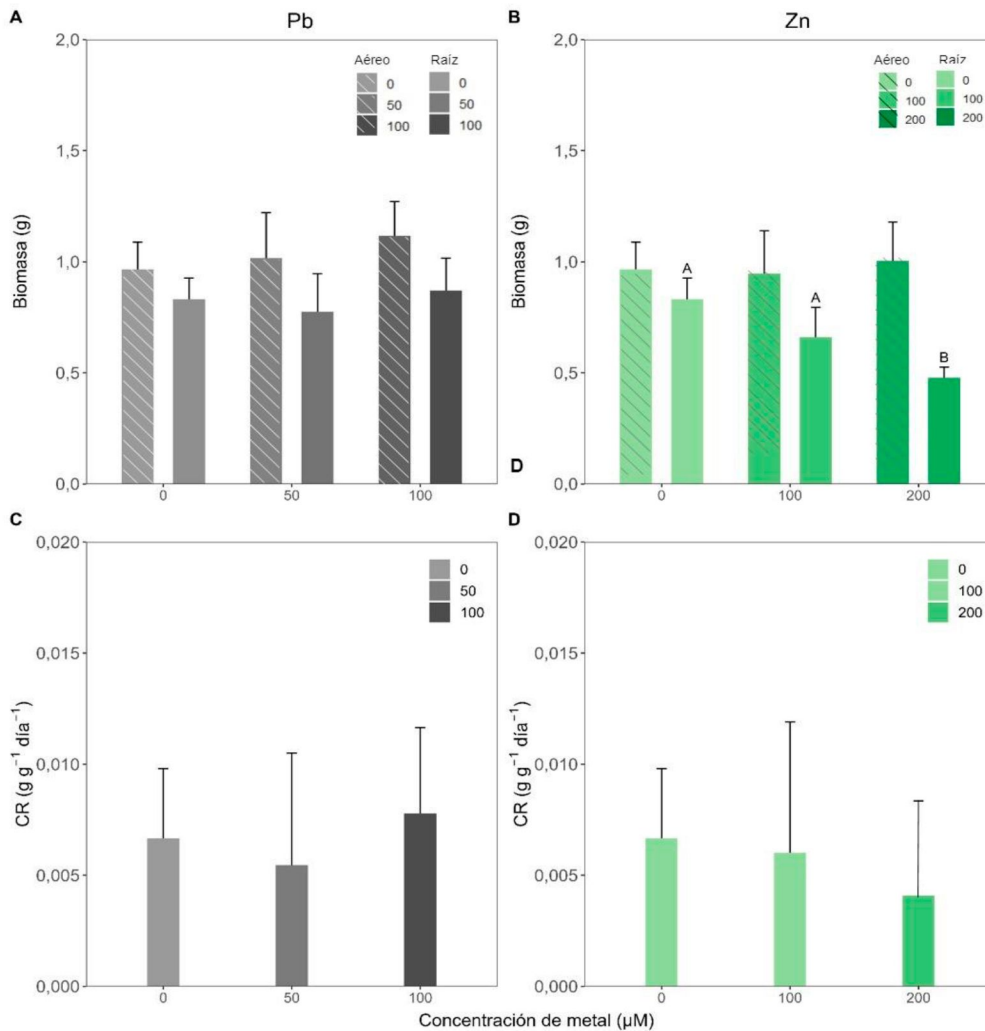 A
Pb
B
Zn
2,0
1,5
1,0
0,5
0,0
Biomasa (g)
Aéreo Raíz
0 0
50 50
100 100
0 50 100
2,0
1,5
1,0
0,5
0,0
Biomasa (g)
Aéreo Raíz
0 0
100 100
200 200
A
A
B
D
0 100 200
C
0,020
0,015
0,010
0,005
0,000
CR (g g⁻¹ día⁻¹)
0
50
100
0 50 100
D
0,020
0,015
0,010
0,005
0,000
CR (g g⁻¹ día⁻¹)
0
100
200
0 100 200
Concentración de metal (µM)